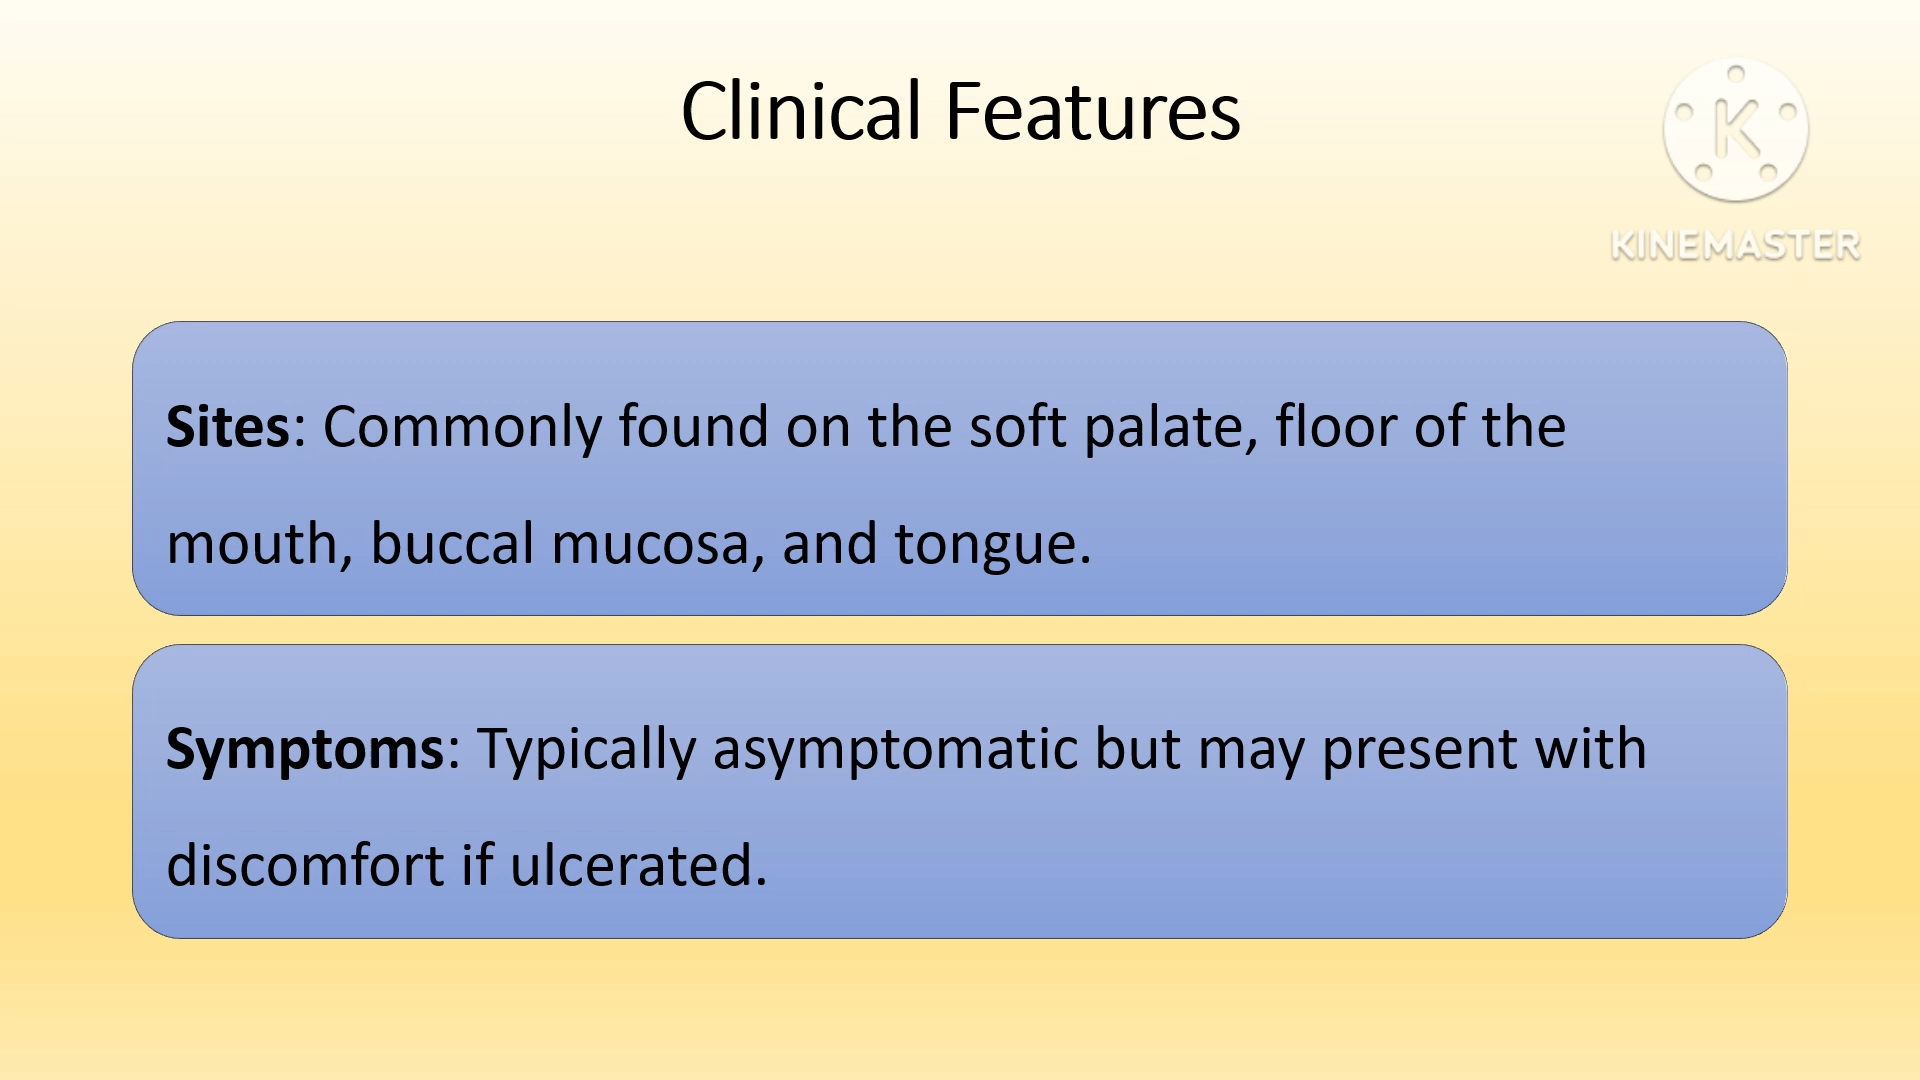 Clinical Features
K
KINEMASTER
Sites: Commonly found on the soft palate, floor of the
mouth, buccal mucosa, and tongue.
Symptoms: Typically asymptomatic but may present with
discomfort if ulcerated.